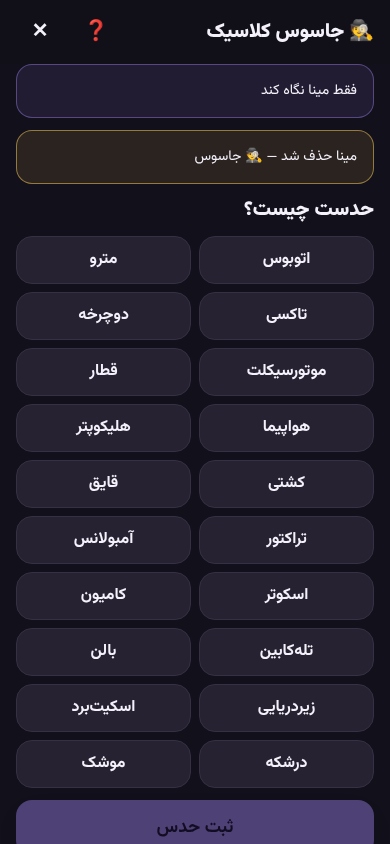 🕵️ جاسوس کلاسیک ❓ ✕
فقط مینا نگاه کند
مینا حذف شد — 🕵️ جاسوس
حدست چیست؟
اتوبوس
مترو
تاکسی
دوچرخه
موتورسیکلت
قطار
هواپیما
هلیکوپتر
کشتی
قایق
تراکتور
آمبولانس
اسکوتر
کامیون
تله‌کابین
بالن
زیردریایی
اسکیت‌برد
درشکه
موشک
ثبت حدس